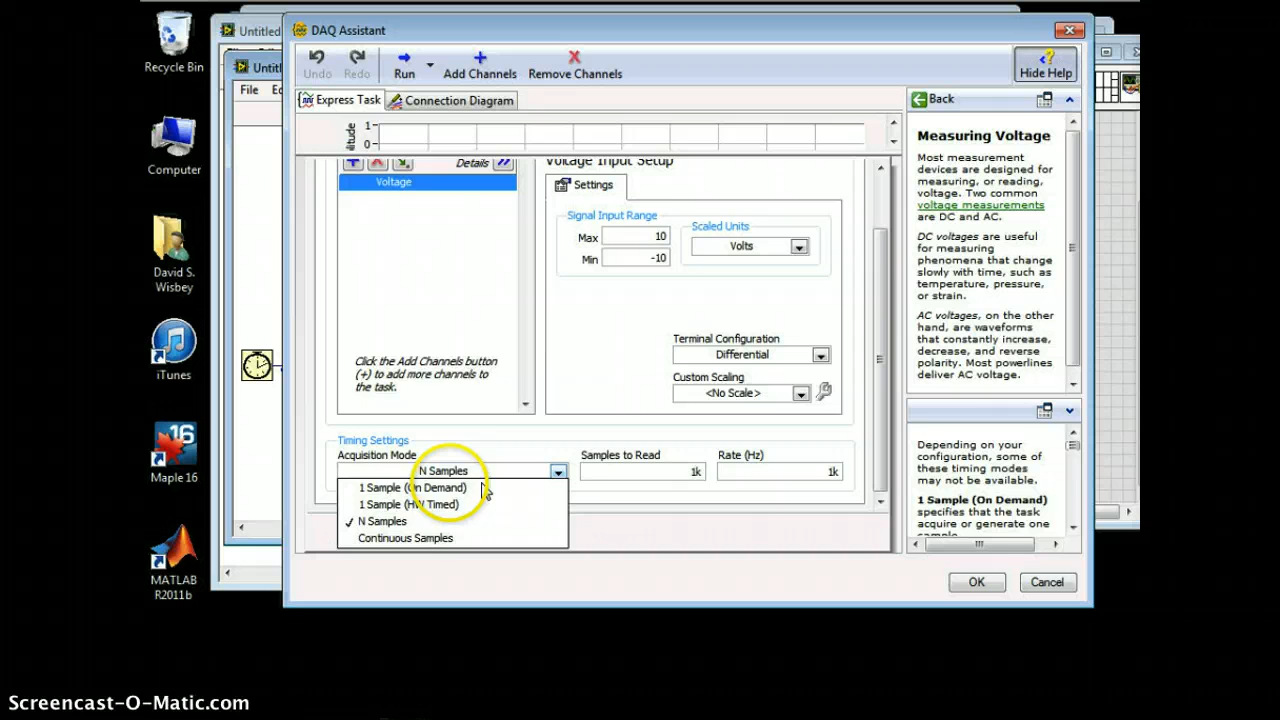 Recycle Bin
Computer
David S.
Wisbey
iTunes
16
Maple 16
MATLAB
R2011b
Untitled
Untitl
File
DAQ Assistant
Undo
Redo
Run
Add Channels
Remove Channels
Hide Help
Express Task
Connection Diagram
1
0
Details
Voltage
Click the Add Channels button
(+) to add more channels to
the task.
Voltage Input Setup
Settings
Signal Input Range
Max 10
Min -10
Scaled Units
Volts
Terminal Configuration
Differential
Custom Scaling
<No Scale>
Timing Settings
Acquisition Mode
N Samples
Samples to Read
1k
Rate (Hz)
1k
1 Sample (On Demand)
1 Sample (HW Timed)
N Samples
Continuous Samples
Back
Measuring Voltage
Most measurement
devices are designed for
measuring, or reading,
voltage. Two common
voltage measurements
are DC and AC.
DC voltages are useful
for measuring
phenomena that change
slowly with time, such as
temperature, pressure,
or strain.
AC voltages, on the other
hand, are waveforms
that constantly increase,
decrease, and reverse
polarity. Most powerlines
deliver AC voltage.
Depending on your
configuration, some of
these timing modes
may not be available.
1 Sample (On Demand)
specifies that the task
acquire or generate one
sample
OK
Cancel
Screencast-O-Matic.com